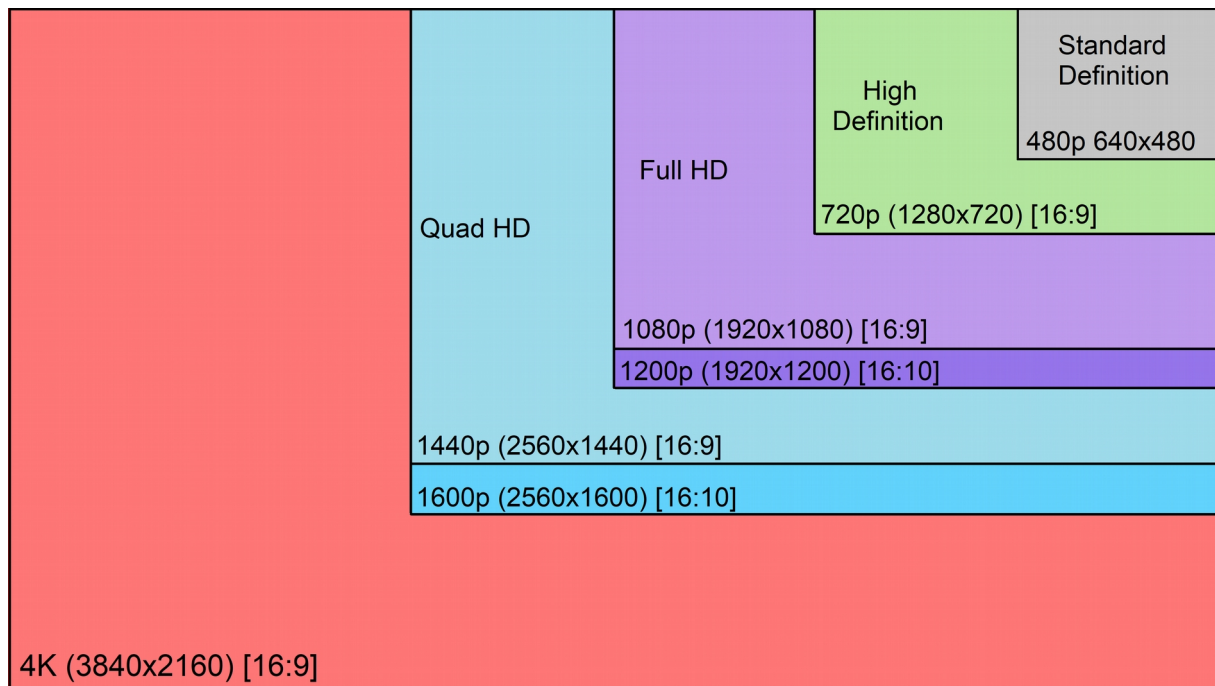 Standard
Definition
480p 640x480
High
Definition
720p (1280x720) [16:9]
Full HD
1080p (1920x1080) [16:9]
1200p (1920x1200) [16:10]
Quad HD
1440p (2560x1440) [16:9]
1600p (2560x1600) [16:10]
4K (3840x2160) [16:9]